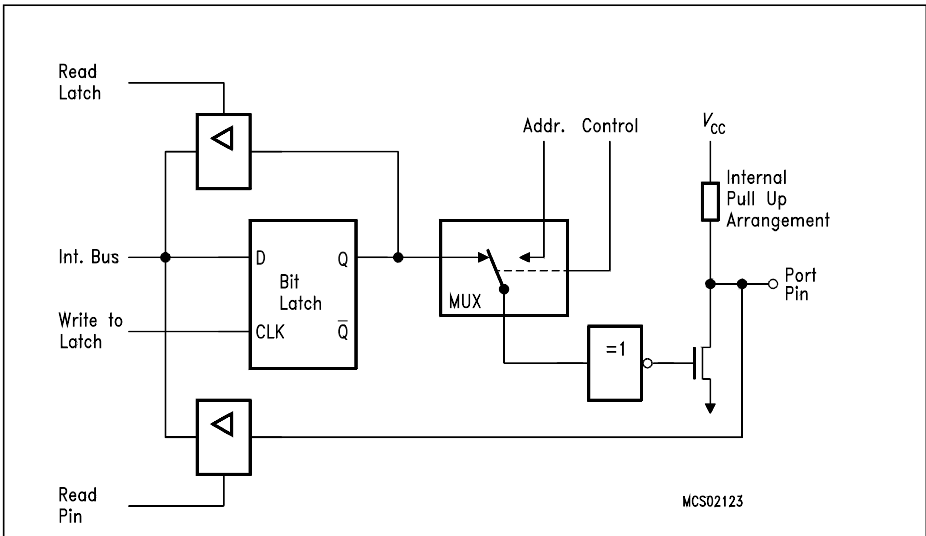 Read
Latch
Addr. Control
VCC
Internal
Pull Up
Arrangement
Int. Bus
D
Q
Bit
Latch
MUX
Port
Pin
Write to
Latch
CLK
Q̅
=1
Read
Pin
MCS02123